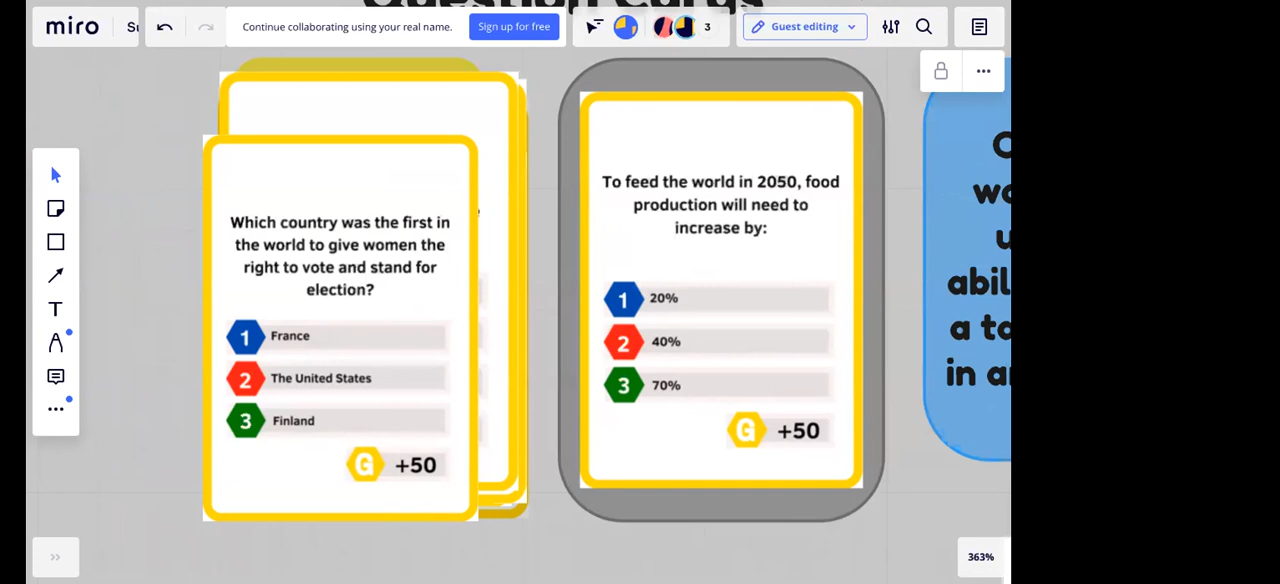 Question Cards
miro
Continue collaborating using your real name.
Sign up for free
3
Guest editing
Which country was the first in
the world to give women the
right to vote and stand for
election?
1 France
2 The United States
3 Finland
G +50
To feed the world in 2050, food
production will need to
increase by:
1 20%
2 40%
3 70%
G +50
in
363%